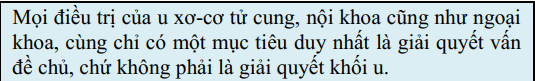 Mọi điều trị của u xơ-cơ tử cung, nội khoa cũng như ngoại
khoa, cùng chỉ có một mục tiêu duy nhất là giải quyết vấn
đề chủ, chứ không phải là giải quyết khối u.